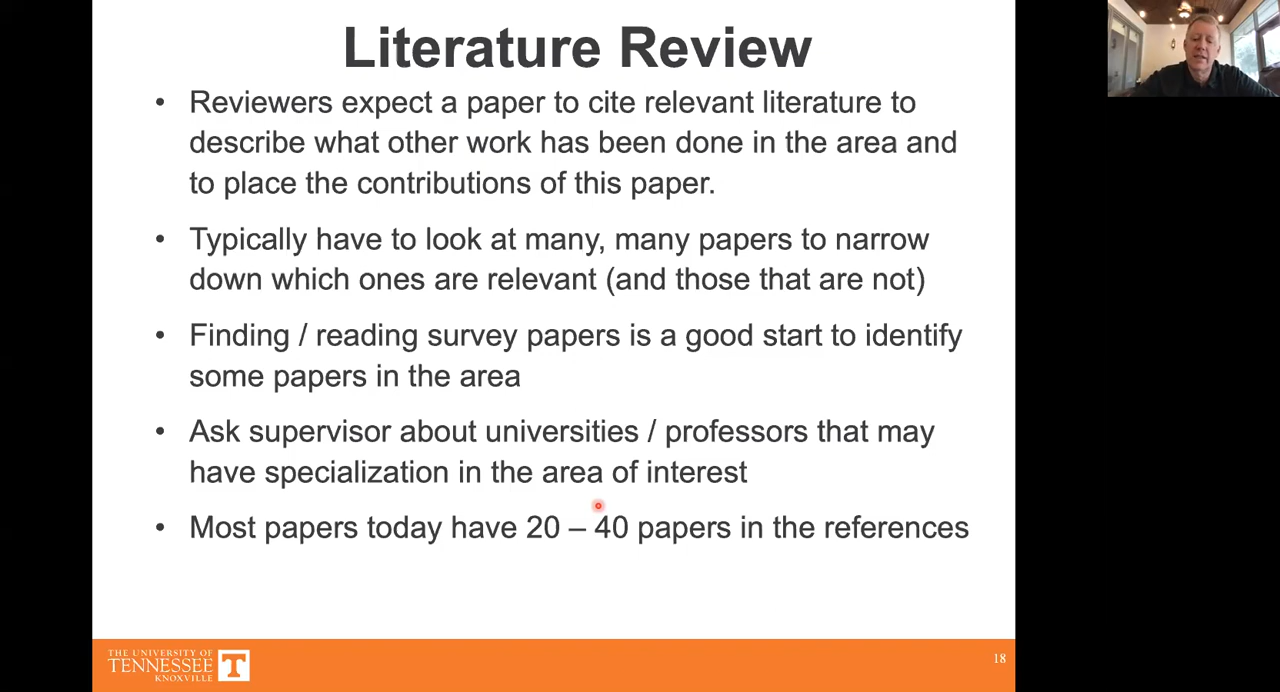 Literature Review
• Reviewers expect a paper to cite relevant literature to
describe what other work has been done in the area and
to place the contributions of this paper.
• Typically have to look at many, many papers to narrow
down which ones are relevant (and those that are not)
• Finding / reading survey papers is a good start to identify
some papers in the area
• Ask supervisor about universities / professors that may
have specialization in the area of interest
• Most papers today have 20 – 40 papers in the references
THE UNIVERSITY OF
TENNESSEE
KNOXVILLE
T
18